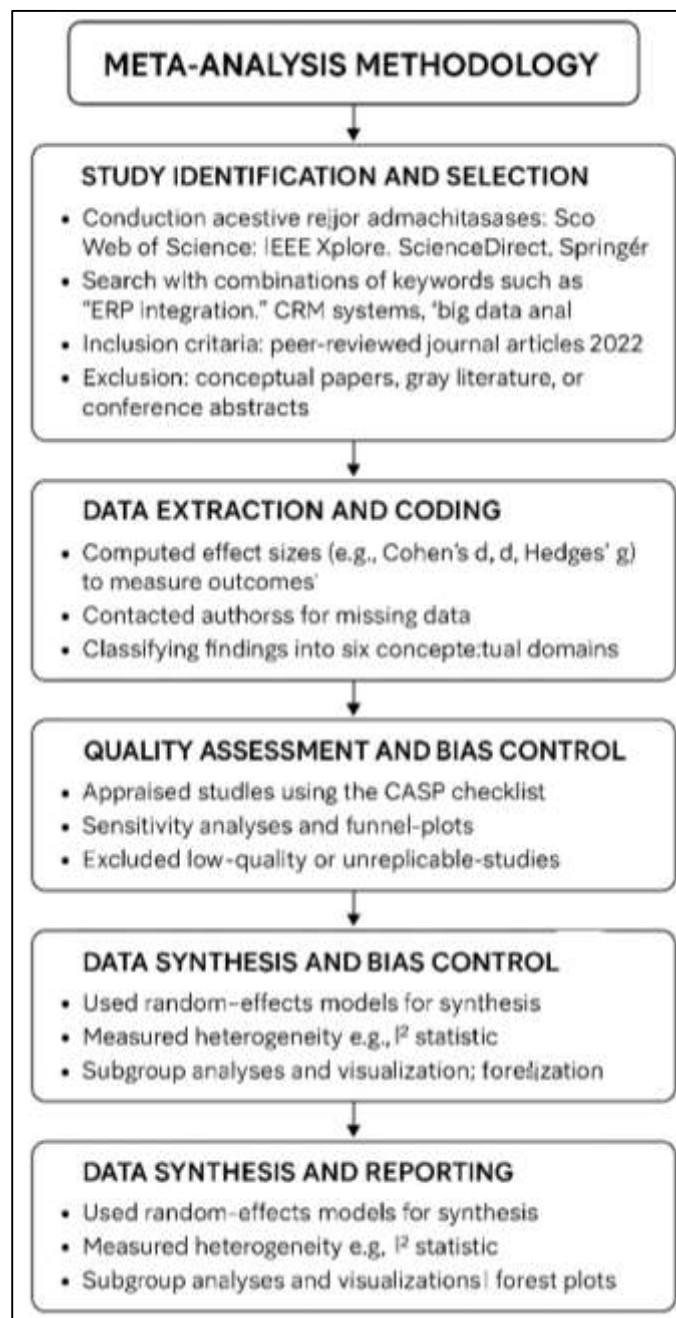 META-ANALYSIS METHODOLOGY
STUDY IDENTIFICATION AND SELECTION
• Conduction acestive rejjor admachitasases: Sco
Web of Science: IEEE Xplore. ScienceDirect, Springér
• Search with combinations of keywords such as
"ERP integration." CRM systems, "big data anal
• Inclusion critaria: peer-reviewed journal articles 2022
• Exclusion: conceptual papers, gray literature, or
conference abstracts
DATA EXTRACTION AND CODING
• Computed effect sizes (e.g., Cohen's d, d, Hedges' g)
to measure outcomes'
• Contacted authorss for missing data
• Classifying findings into six concepte:tual domains
QUALITY ASSESSMENT AND BIAS CONTROL
• Appraised studles using the CASP checklist
• Sensitivity analyses and funnel-plots
• Excluded low-quality or unreplicable-studies
DATA SYNTHESIS AND BIAS CONTROL
• Used random-effects models for synthesis
• Measured heterogeneity e.g., I² statistic
• Subgroup analyses and visualization; forelization
DATA SYNTHESIS AND REPORTING
• Used random-effects models for synthesis
• Measured heterogeneity e.g, I² statistic
• Subgroup analyses and visualizations| forest plots